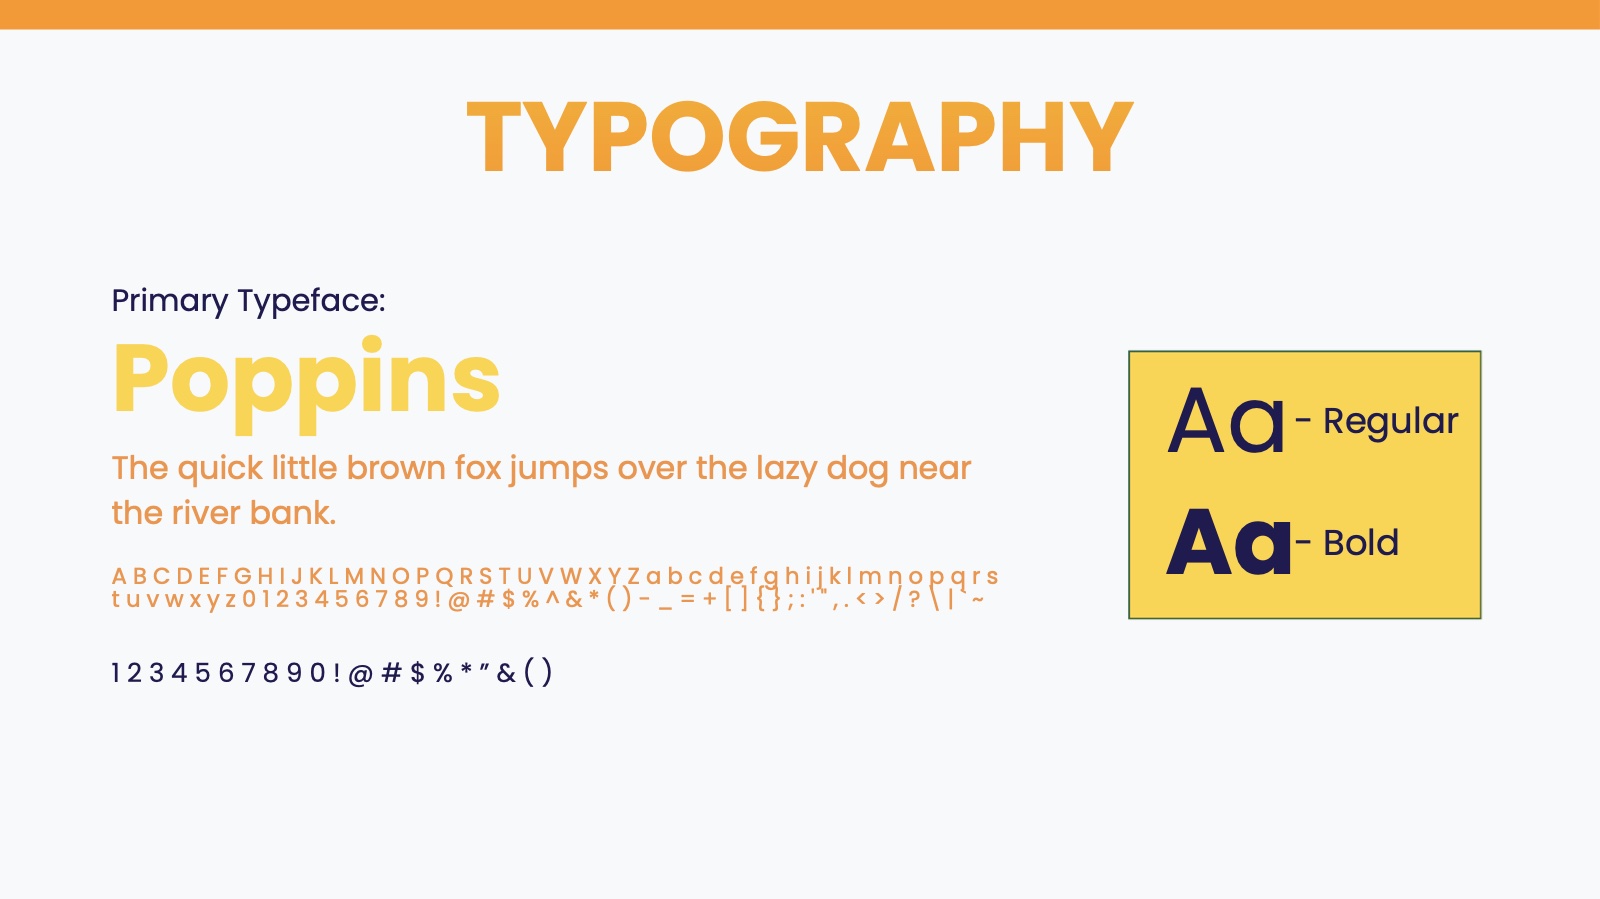 TYPOGRAPHY
Primary Typeface:
Poppins
The quick little brown fox jumps over the lazy dog near
the river bank.
A B C D E F G H I J K L M N O P Q R S T U V W X Y Z a b c d e f g h i j k l m n o p q r s
t u v w x y z 0 1 2 3 4 5 6 7 8 9 ! @ # $ % ^ & * ( ) - _ = + [ ] { } ; : ' " , . < > / ? \ | ` ~
1 2 3 4 5 6 7 8 9 0 ! @ # $ % * ” & ( )
Aa - Regular
Aa - Bold